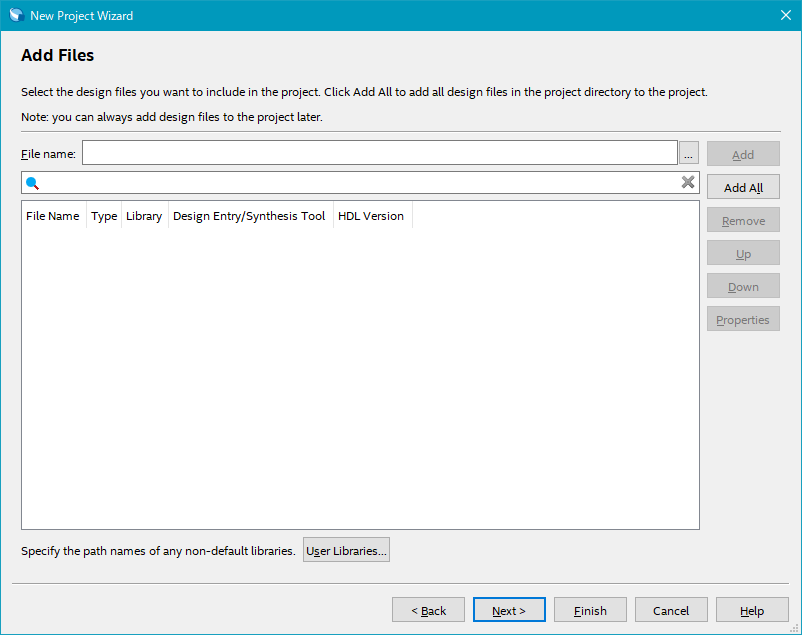 New Project Wizard
Add Files
Select the design files you want to include in the project. Click Add All to add all design files in the project directory to the project.
Note: you can always add design files to the project later.
File name: ... Add
Add All
File Name Type Library Design Entry/Synthesis Tool HDL Version
Remove
Up
Down
Properties
Specify the path names of any non-default libraries. User Libraries...
< Back Next > Finish Cancel Help